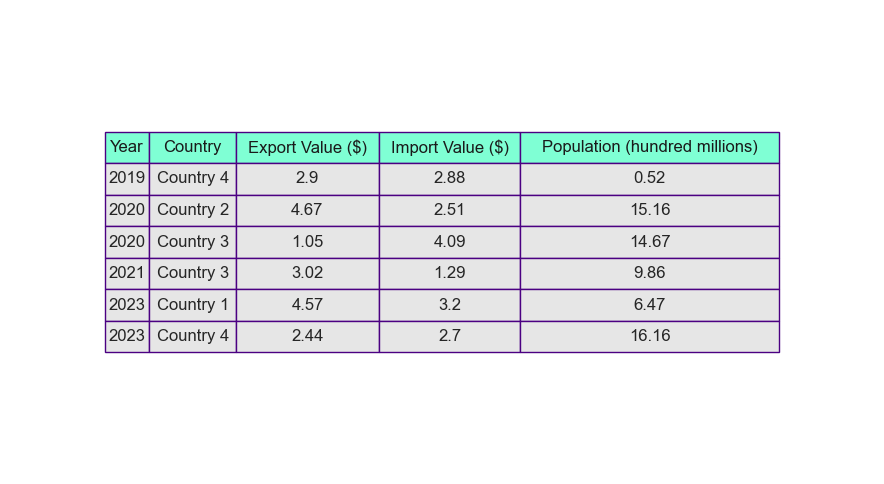 Year Country Export Value ($) Import Value ($) Population (hundred millions)
2019 Country 4 2.9 2.88 0.52
2020 Country 2 4.67 2.51 15.16
2020 Country 3 1.05 4.09 14.67
2021 Country 3 3.02 1.29 9.86
2023 Country 1 4.57 3.2 6.47
2023 Country 4 2.44 2.7 16.16